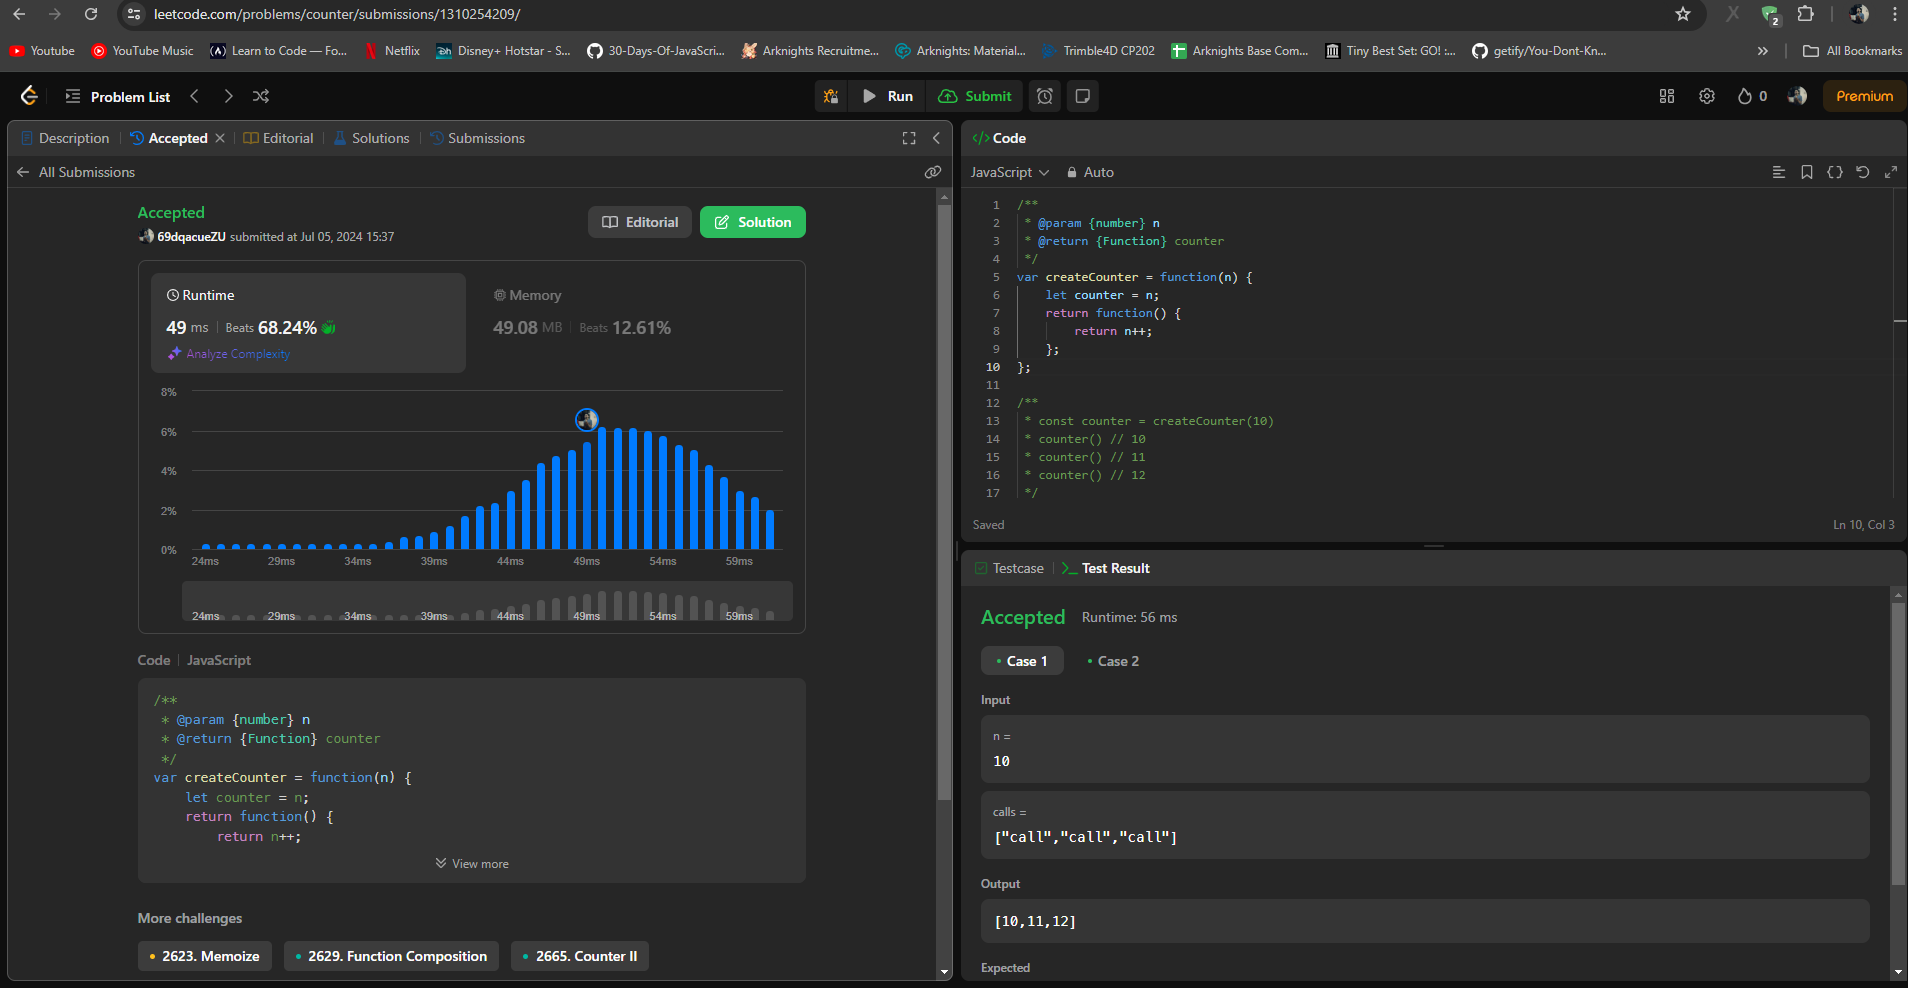 leetcode.com/problems/counter/submissions/1310254209/
2
Youtube
YouTube Music
Learn to Code — Fo...
Netflix
Disney+ Hotstar - S...
30-Days-Of-JavaScri...
Arknights Recruitme...
Arknights: Material...
Trimble4D CP202
Arknights Base Com...
Tiny Best Set: GO! :...
getify/You-Dont-Kn...
»
All Bookmarks
Problem List
Run
Submit
0
Premium
Description
Accepted
Editorial
Solutions
Submissions
All Submissions
Accepted
69dqacueZU submitted at Jul 05, 2024 15:37
Editorial
Solution
Runtime
49 ms | Beats 68.24%
Analyze Complexity
Memory
49.08 MB | Beats 12.61%
8%
6%
4%
2%
0%
24ms 29ms 34ms 39ms 44ms 49ms 54ms 59ms
24ms 29ms 34ms 39ms 44ms 49ms 54ms 59ms
Code | JavaScript
/**
* @param {number} n
* @return {Function} counter
*/
var createCounter = function(n) {
let counter = n;
return function() {
return n++;
View more
More challenges
2623. Memoize
2629. Function Composition
2665. Counter II
</> Code
JavaScript
Auto
1 /**
2 * @param {number} n
3 * @return {Function} counter
4 */
5 var createCounter = function(n) {
6 let counter = n;
7 return function() {
8 return n++;
9 };
10 };
11
12 /**
13 * const counter = createCounter(10)
14 * counter() // 10
15 * counter() // 11
16 * counter() // 12
17 */
Saved
Ln 10, Col 3
Testcase
Test Result
Accepted Runtime: 56 ms
Case 1
Case 2
Input
n =
10
calls =
["call","call","call"]
Output
[10,11,12]
Expected